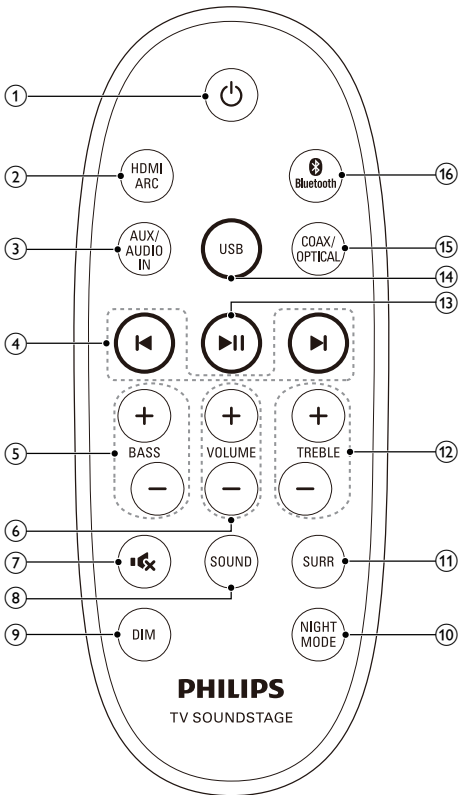 1
2
HDMI
ARC
Bluetooth
16
3
AUX/
AUDIO
IN
USB
COAX/
OPTICAL
15
14
13
4
+
+
+
5
BASS
VOLUME
TREBLE
12
−
−
−
6
7
SOUND
SURR
11
8
9
DIM
NIGHT
MODE
10
PHILIPS
TV SOUNDSTAGE